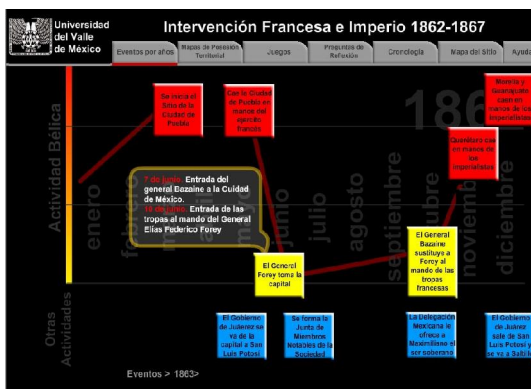 Universidad
del Valle
de México
Intervención Francesa e Imperio 1862-1867
Eventos por años
Mapas de Posesión
Territorial
Juegos
Preguntas de
Cronología
Mapa del Sitio
Ayuda
Actividad Bélica
Otras
Actividades
enero
febrero
junio
julio
agosto
septiembre
noviembre
diciembre
Se inicia el
Sitio de la
Ciudad de
Puebla
Cae la Ciudad
de Puebla en
manos del
ejército
francés
Morelia y
Guanajuato
caen en
manos de los
imperialistas
Querétaro cae
en manos de
los
imperialistas
7 de junio. Entrada del
general Bazaine a la Cuidad
de México.
10 de junio. Entrada de las
tropas al mando del General
Elías Federico Forey
El General
Forey toma la
capital
El General
Bazaine
sustituye a
Forey al
mando de las
tropas
francesas
El Gobierno
de Juárez se
va de la
capital a San
Luis Potosí
Se forma la
Junta de
Miembros
Notables de la
Sociedad
La Delegación
Mexicana le
ofrece a
Maximiliano el
ser soberano
El Gobierno
de Juárez
sale de San
Luis Potosí y
se va a Saltillo
Eventos > 1863>